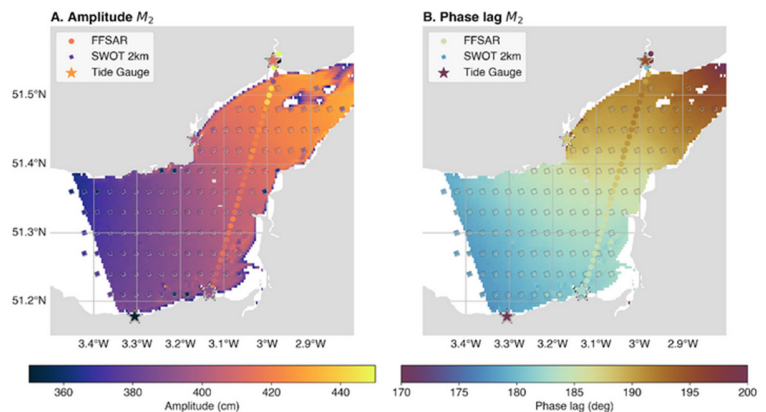 A. Amplitude M₂
B. Phase lag M₂
FFSAR
SWOT 2km
Tide Gauge
FFSAR
SWOT 2km
Tide Gauge
51.5°N
51.4°N
51.3°N
51.2°N
3.4°W 3.3°W 3.2°W 3.1°W 3°W 2.9°W
3.4°W 3.3°W 3.2°W 3.1°W 3°W 2.9°W
360 380 400 420 440
Amplitude (cm)
170 175 180 185 190 195 200
Phase lag (deg)